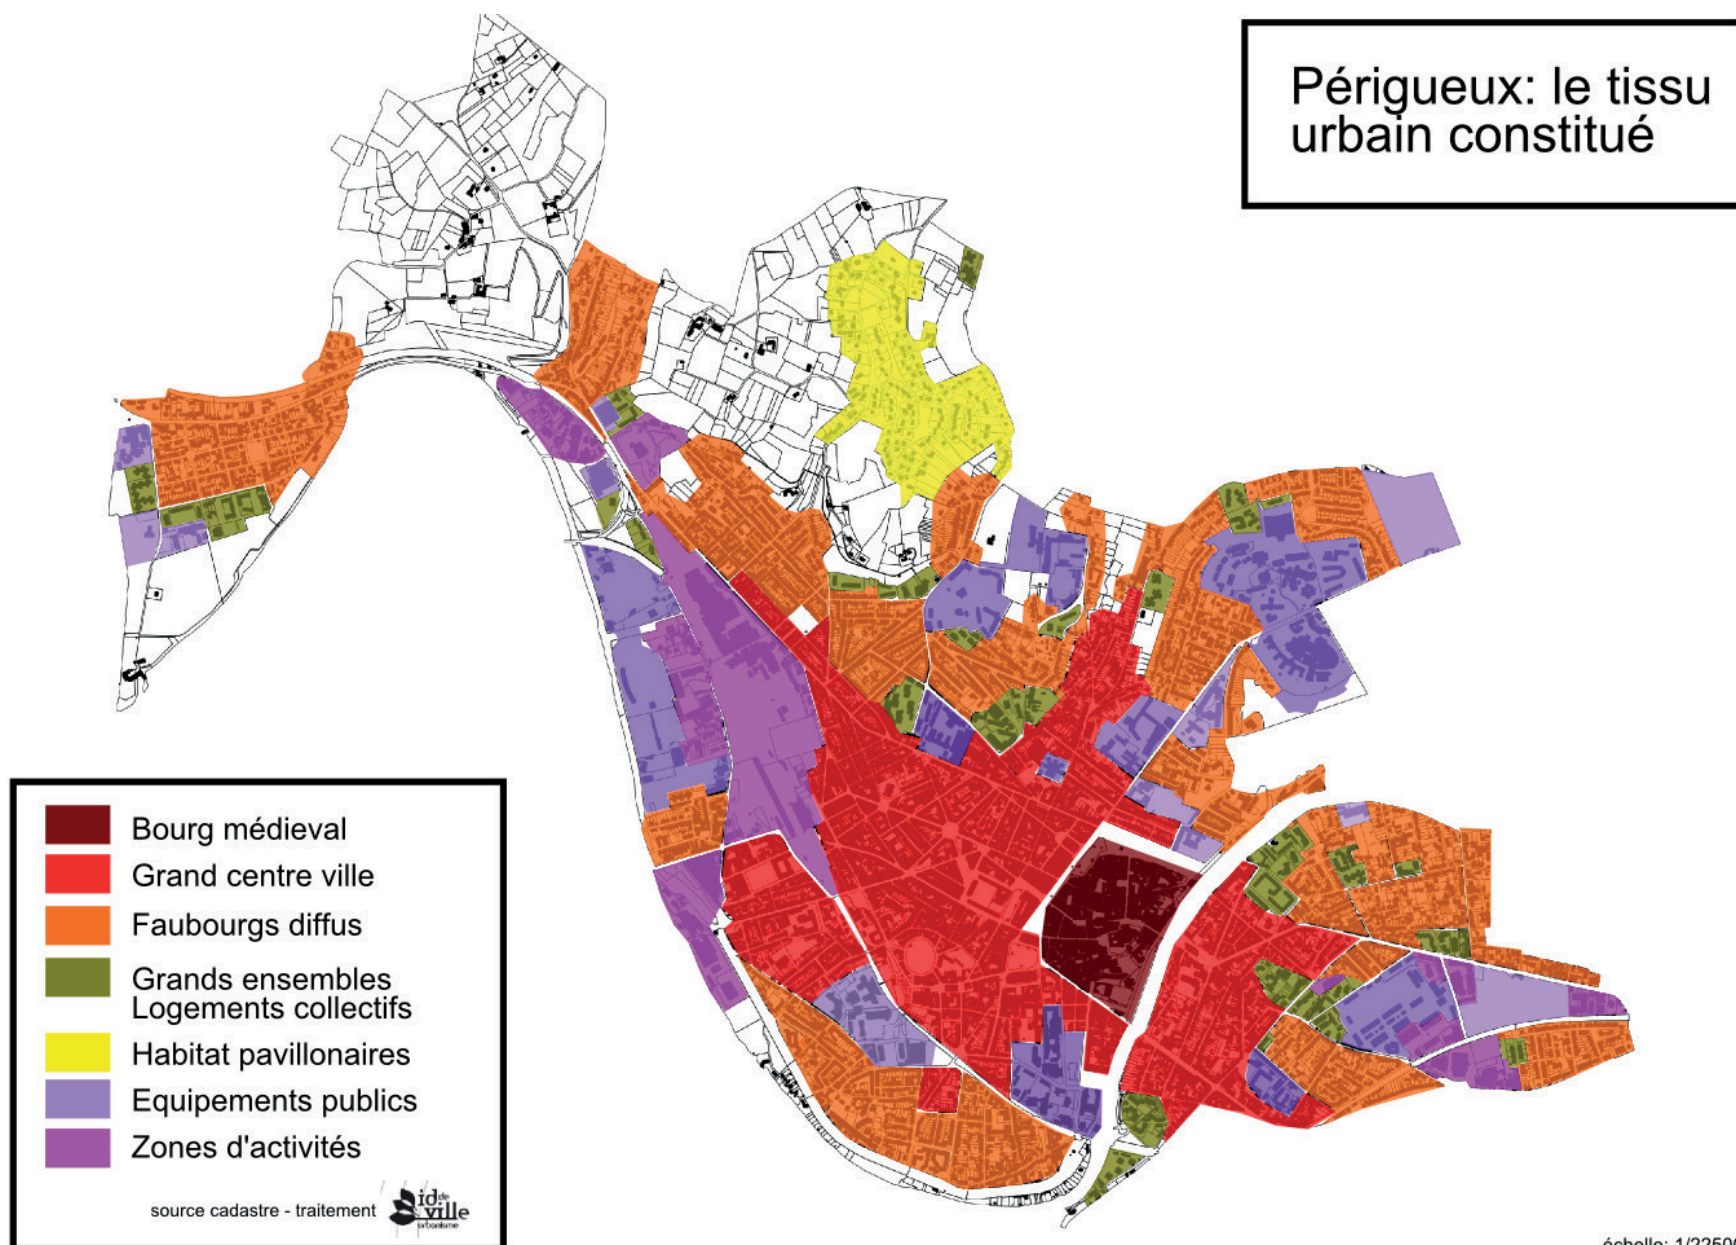 Périgueux: le tissu
urbain constitué
Bourg médieval
Grand centre ville
Faubourgs diffus
Grands ensembles
Logements collectifs
Habitat pavillonaires
Equipements publics
Zones d'activités
source cadastre - traitement
id de
ville
urbanisme